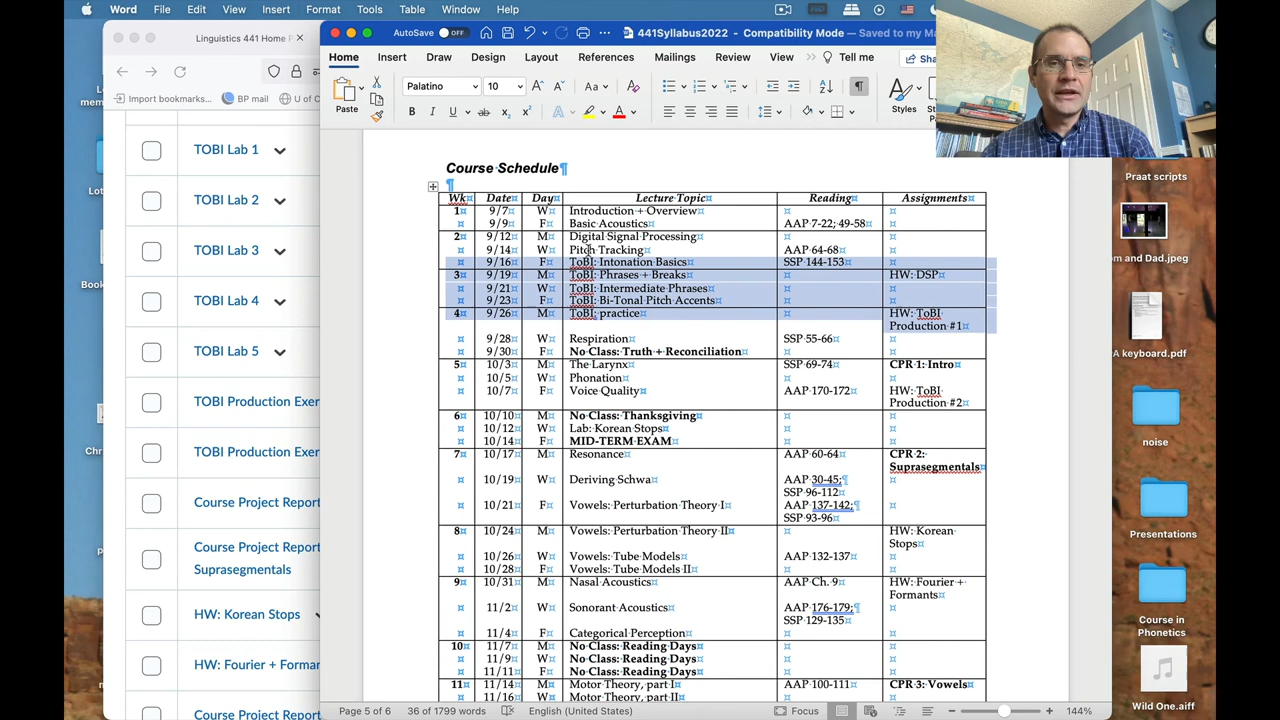 Word File Edit View Insert Format Tools Table Window Help
Linguistics 441 Home P
Import bookmarks... BP mail U of C
TOBI Lab 1
TOBI Lab 2
TOBI Lab 3
TOBI Lab 4
TOBI Lab 5
TOBI Production Exer
TOBI Production Exer
Course Project Report
Course Project Report
Suprasegmentals
HW: Korean Stops
HW: Fourier + Forman
Course Project Report
AutoSave OFF 441Syllabus2022 - Compatibility Mode — Saved to my Ma
Home Insert Draw Design Layout References Mailings Review View Tell me Sha
Paste Palatino 10 Styles
Course Schedule
Wk Date Day Lecture Topic Reading Assignments
1 9/7 W Introduction + Overview
9/9 F Basic Acoustics AAP 7-22; 49-58
2 9/12 M Digital Signal Processing
9/14 W Pitch Tracking AAP 64-68
9/16 F ToBI: Intonation Basics SSP 144-153
3 9/19 M ToBI: Phrases + Breaks HW: DSP
9/21 W ToBI: Intermediate Phrases
9/23 F ToBI: Bi-Tonal Pitch Accents
4 9/26 M ToBI: practice HW: ToBI
Production #1
9/28 W Respiration SSP 55-66
9/30 F No Class: Truth + Reconciliation
5 10/3 M The Larynx SSP 69-74 CPR 1: Intro
10/5 W Phonation
10/7 F Voice Quality AAP 170-172 HW: ToBI
Production #2
6 10/10 M No Class: Thanksgiving
10/12 W Lab: Korean Stops
10/14 F MID-TERM EXAM
7 10/17 M Resonance AAP 60-64 CPR 2:
Suprasegmentals
10/19 W Deriving Schwa AAP 30-45;
SSP 96-112
10/21 F Vowels: Perturbation Theory I AAP 137-142;
SSP 93-96
8 10/24 M Vowels: Perturbation Theory II HW: Korean
Stops
10/26 W Vowels: Tube Models AAP 132-137
10/28 F Vowels: Tube Models II
9 10/31 M Nasal Acoustics AAP Ch. 9 HW: Fourier +
Formants
11/2 W Sonorant Acoustics AAP 176-179;
SSP 129-135
11/4 F Categorical Perception
10 11/7 M No Class: Reading Days
11/9 W No Class: Reading Days
11/11 F No Class: Reading Days
11 11/14 M Motor Theory, part I AAP 100-111 CPR 3: Vowels
11/16 W Motor Theory, part II
Page 5 of 6 36 of 1799 words English (United States) Focus 144%
Praat scripts
om and Dad.jpeg
A keyboard.pdf
noise
Presentations
Course in
Phonetics
Wild One.aiff